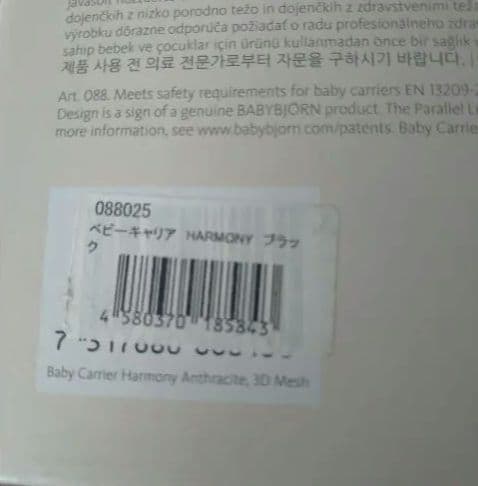 dojenčkih z nizko porodno težo in dojenčkih z zdravstvenimi
výrobku dôrazne odporúča požiadať o radu profesionálneho
sahip bebek ve çocuklar için ürünü kullanmadan önce bir sağlık
제품 사용 전 의료 전문가로부터 자문을 구하시기 바랍니다. |
Art. 088. Meets safety requirements for baby carriers EN 13209-2
Design is a sign of a genuine BABYBJÖRN product. The Parallel
more information, see www.babybjorn.com/patents. Baby
088025
ベビーキャリア HARMONY ブラッ
ク
4 580370 185843
Baby Carrier Harmony Anthracite, 3D Mesh